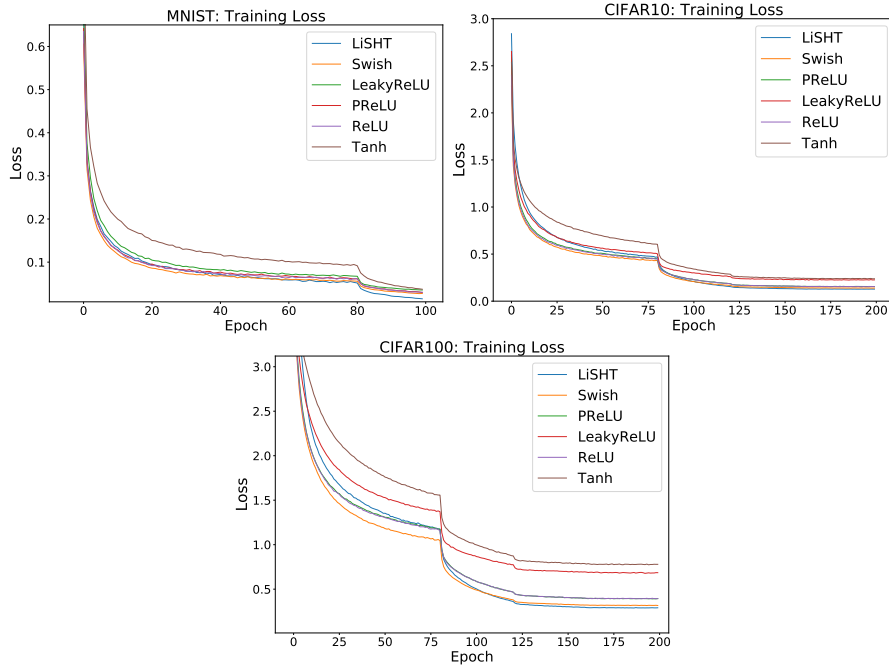 MNIST: Training Loss
0.6
0.5
0.4
0.3
0.2
0.1
Loss
LiSHT
Swish
LeakyReLU
PReLU
ReLU
Tanh
0
20
40
60
80
100
Epoch
CIFAR10: Training Loss
3.0
2.5
2.0
1.5
1.0
0.5
0.0
Loss
LiSHT
Swish
PReLU
LeakyReLU
ReLU
Tanh
0
25
50
75
100
125
150
175
200
Epoch
CIFAR100: Training Loss
3.0
2.5
2.0
1.5
1.0
0.5
Loss
LiSHT
Swish
PReLU
LeakyReLU
ReLU
Tanh
0
25
50
75
100
125
150
175
200
Epoch